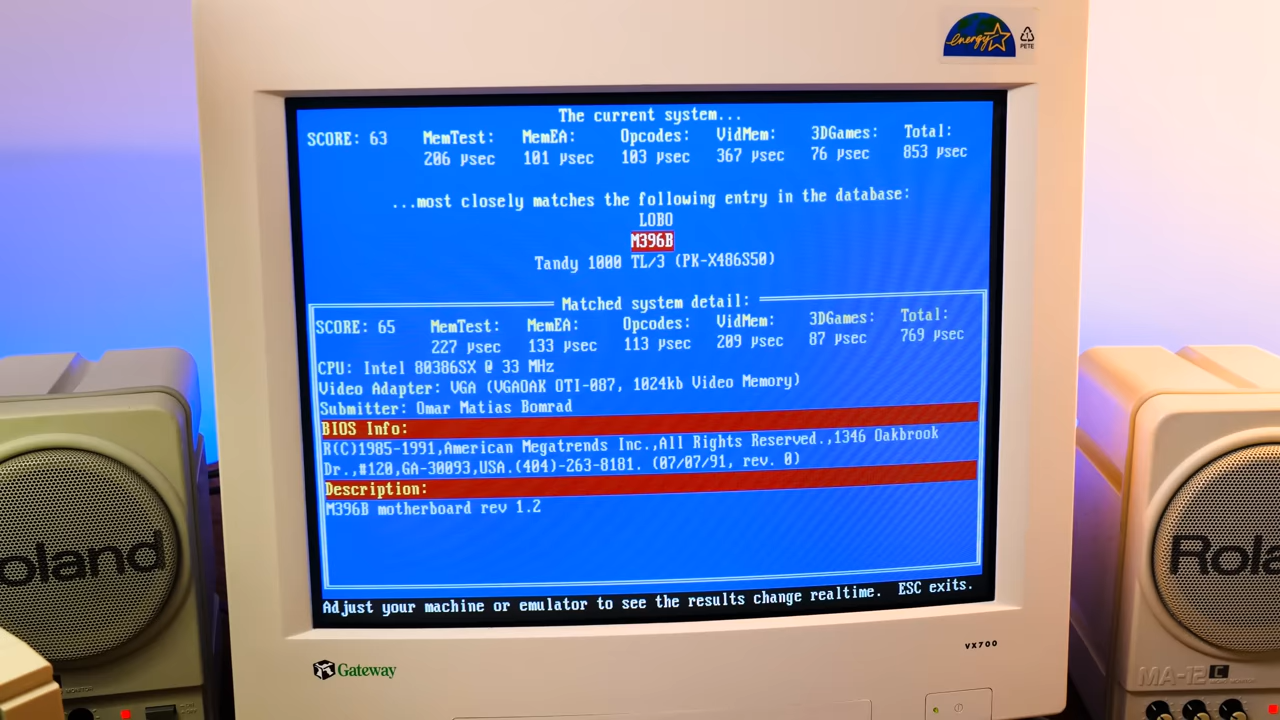 energy
PETE
The current system...
SCORE: 63 MemTest: MemEA: Opcodes: VidMem: 3DGames: Total:
206 µsec 101 µsec 103 µsec 367 µsec 76 µsec 853 µsec
...most closely matches the following entry in the database:
LOBO
M396B
Tandy 1000 TL/3 (PK-X486S50)
Matched system detail:
SCORE: 65 MemTest: MemEA: Opcodes: VidMem: 3DGames: Total:
227 µsec 133 µsec 113 µsec 209 µsec 87 µsec 769 µsec
CPU: Intel 80386SX @ 33 MHz
Video Adapter: VGA (VGAOAK OTI-087, 1024kb Video Memory)
Submitter: Omar Matias Bomrad
BIOS Info:
R(C)1985-1991,American Megatrends Inc.,All Rights Reserved.,1346 Oakbrook
Dr.,#120,GA-30093,USA.(404)-263-8181. (07/07/91, rev. 0)
Description:
M396B motherboard rev 1.2
Adjust your machine or emulator to see the results change realtime. ESC exits.
Gateway
VX700
oland
Rola
MA-12C